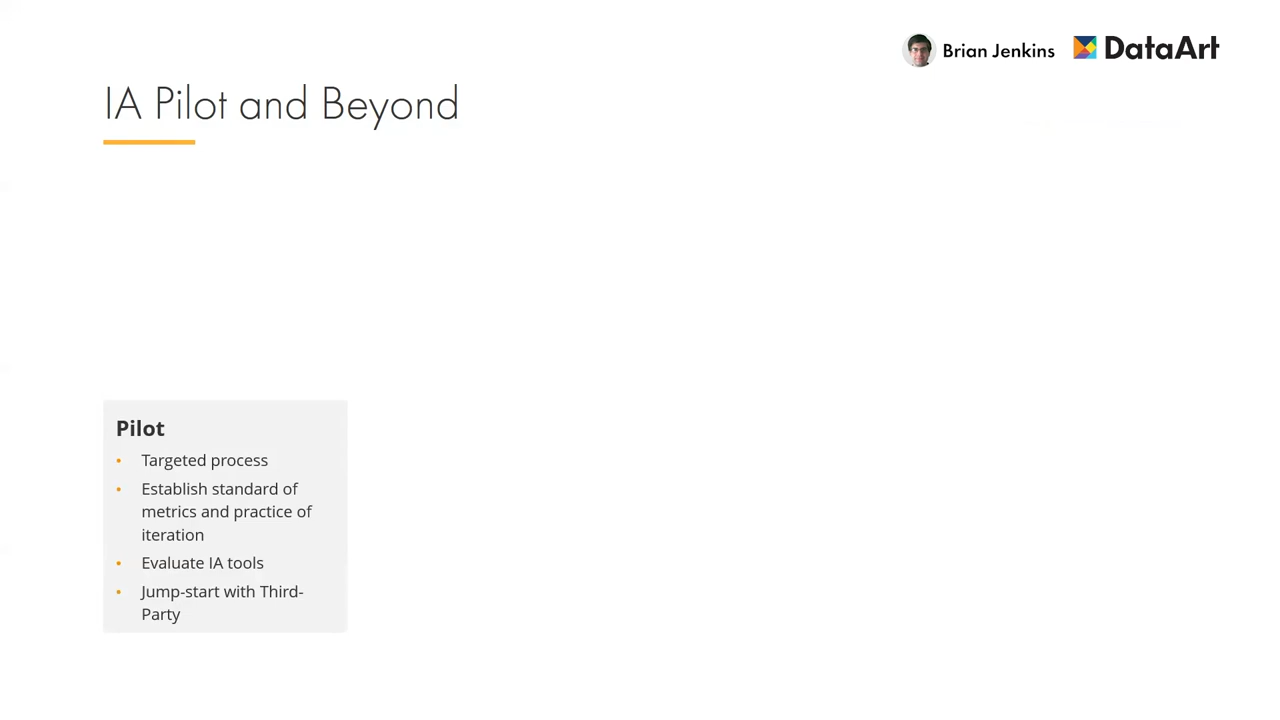 Brian Jenkins
DataArt
IA Pilot and Beyond
Pilot
• Targeted process
• Establish standard of
metrics and practice of
iteration
• Evaluate IA tools
• Jump-start with Third-
Party